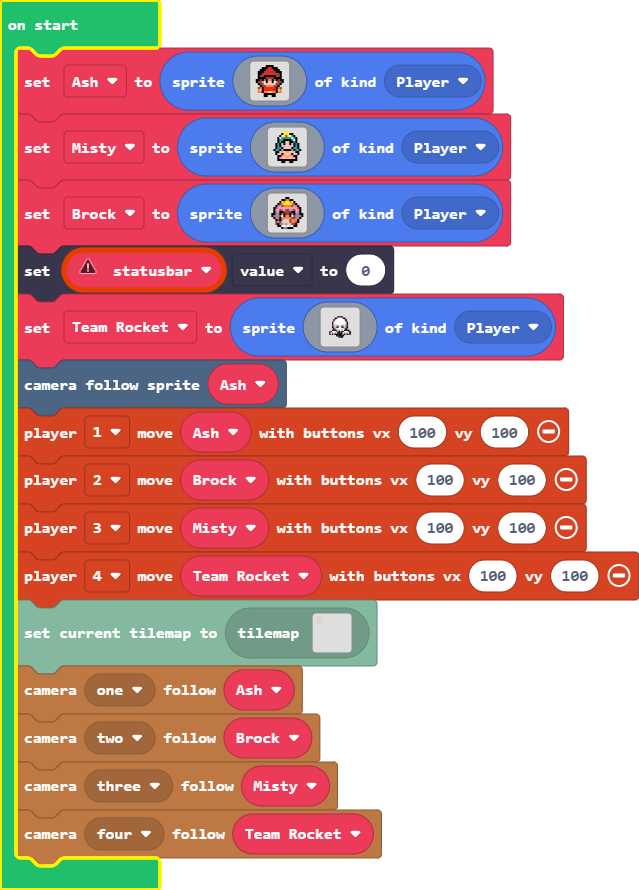 on start
set Ash to sprite of kind Player
set Misty to sprite of kind Player
set Brock to sprite of kind Player
set statusbar value to 0
set Team Rocket to sprite of kind Player
camera follow sprite Ash
player 1 move Ash with buttons vx 100 vy 100
player 2 move Brock with buttons vx 100 vy 100
player 3 move Misty with buttons vx 100 vy 100
player 4 move Team Rocket with buttons vx 100 vy 100
set current tilemap to tilemap
camera one follow Ash
camera two follow Brock
camera three follow Misty
camera four follow Team Rocket